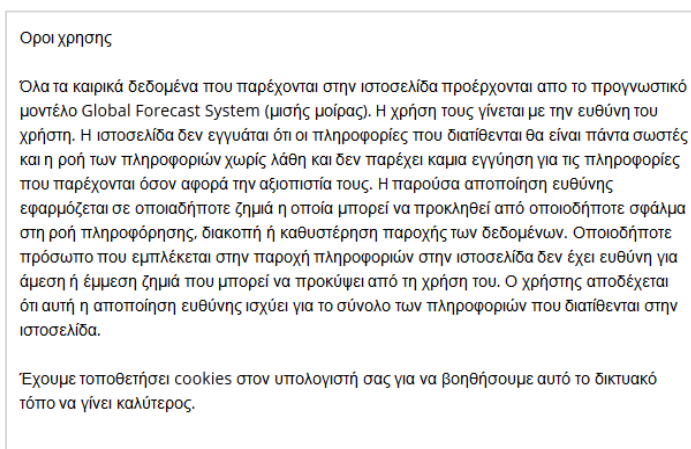 Οροι χρησης
Όλα τα καιρικά δεδομένα που παρέχονται στην ιστοσελίδα προέρχονται απο το προγνωστικό
μοντέλο Global Forecast System (μισής μοίρας). Η χρήση τους γίνεται με την ευθύνη του
χρήστη. Η ιστοσελίδα δεν εγγυάται ότι οι πληροφορίες που διατίθενται θα είναι πάντα σωστές
και η ροή των πληροφοριών χωρίς λάθη και δεν παρέχει καμια εγγύηση για τις πληροφορίες
που παρέχονται όσον αφορά την αξιοπιστία τους. Η παρούσα αποποίηση ευθύνης
εφαρμόζεται σε οποιαδήποτε ζημιά η οποία μπορεί να προκληθεί από οποιοδήποτε σφάλμα
στη ροή πληροφόρησης, διακοπή ή καθυστέρηση παροχής των δεδομένων. Οποιοδήποτε
πρόσωπο που εμπλέκεται στην παροχή πληροφοριών στην ιστοσελίδα δεν έχει ευθύνη για
άμεση ή έμμεση ζημιά που μπορεί να προκύψει από τη χρήση του. Ο χρήστης αποδέχεται
ότι αυτή η αποποίηση ευθύνης ισχύει για το σύνολο των πληροφοριών που διατίθενται στην
ιστοσελίδα.
Έχουμε τοποθετήσει cookies στον υπολογιστή σας για να βοηθήσουμε αυτό το δικτυακό
τόπο να γίνει καλύτερος.